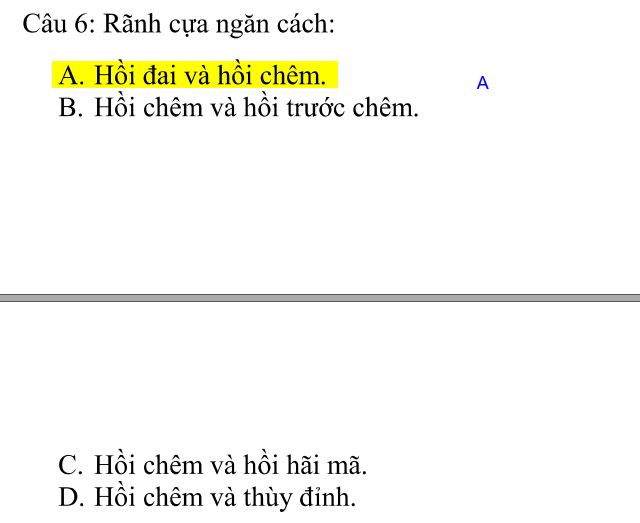 Câu 6: Rãnh cựa ngăn cách:
A. Hồi đai và hồi chêm.
A
B. Hồi chêm và hồi trước chêm.
C. Hồi chêm và hồi hãi mã.
D. Hồi chêm và thùy đỉnh.